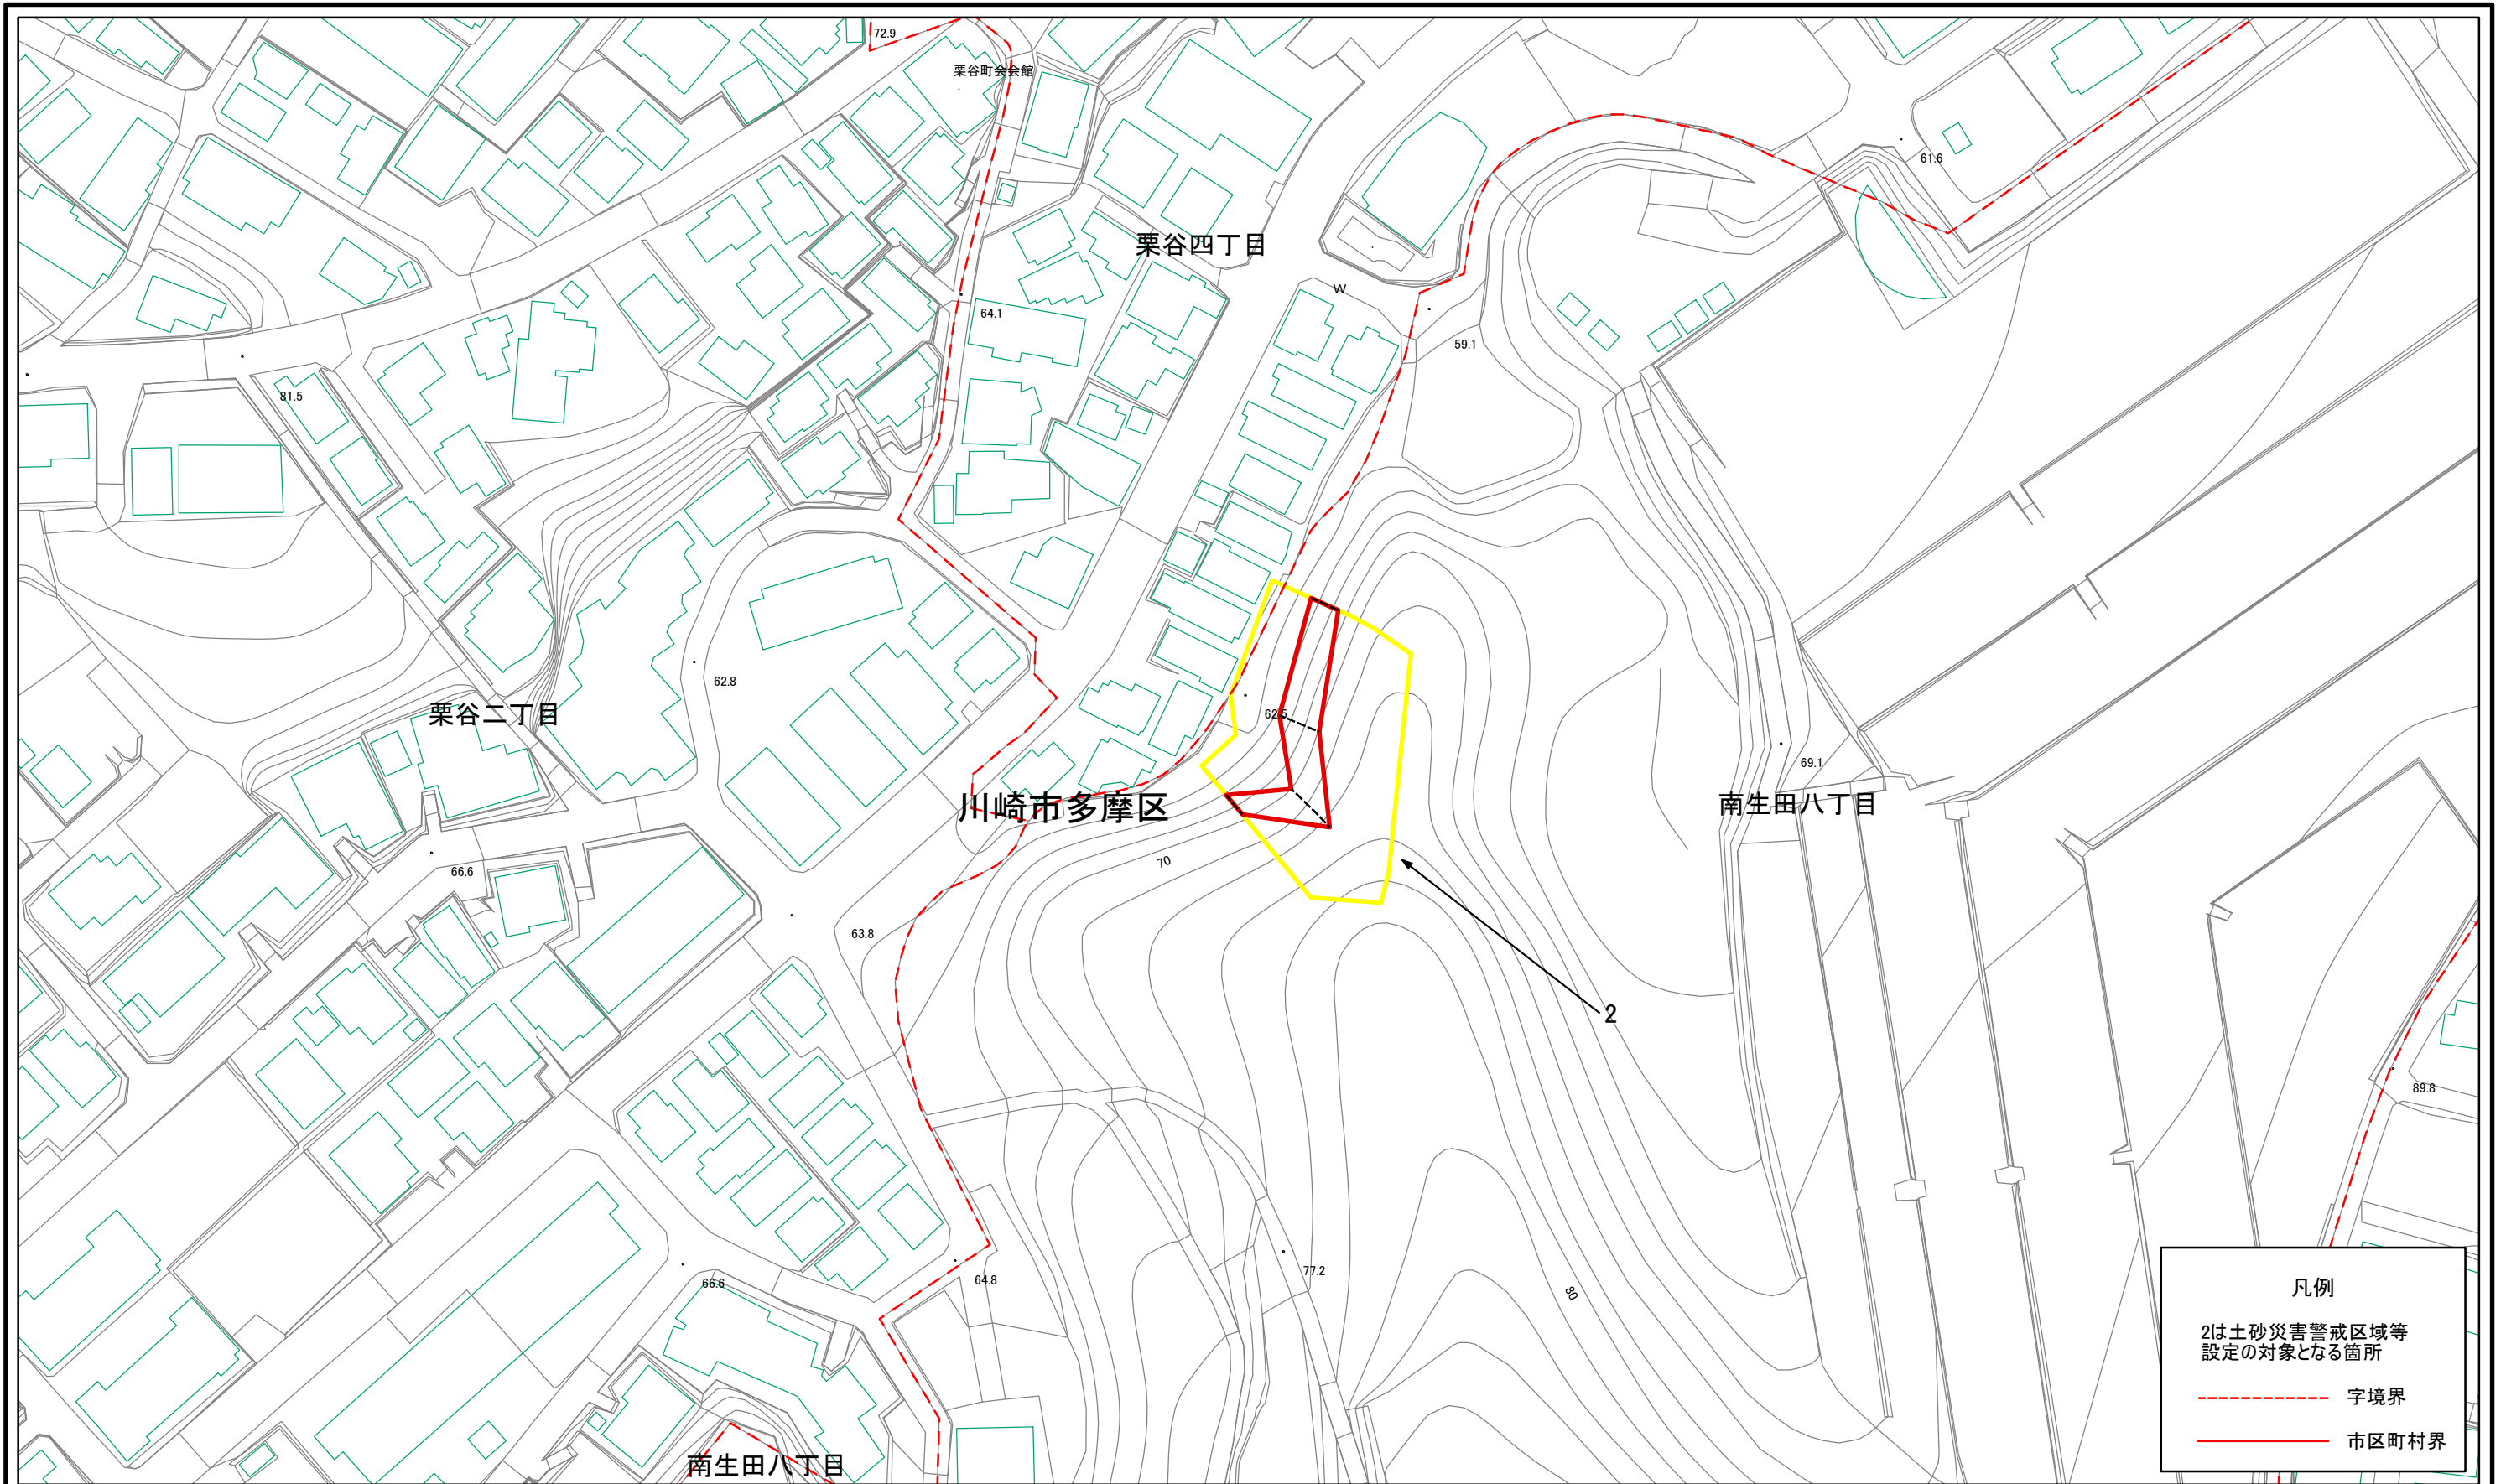 72.9
栗谷町会会館
61.6
栗谷四丁目
W
64.1
59.1
81.5
62.8
栗谷二丁目
62.5
69.1
川崎市多摩区
南生田八丁目
70
66.6
63.8
2
89.8
77.2
64.8
66.6
80
南生田八丁目
凡例
2は土砂災害警戒区域等
設定の対象となる箇所
字境界
市区町村界